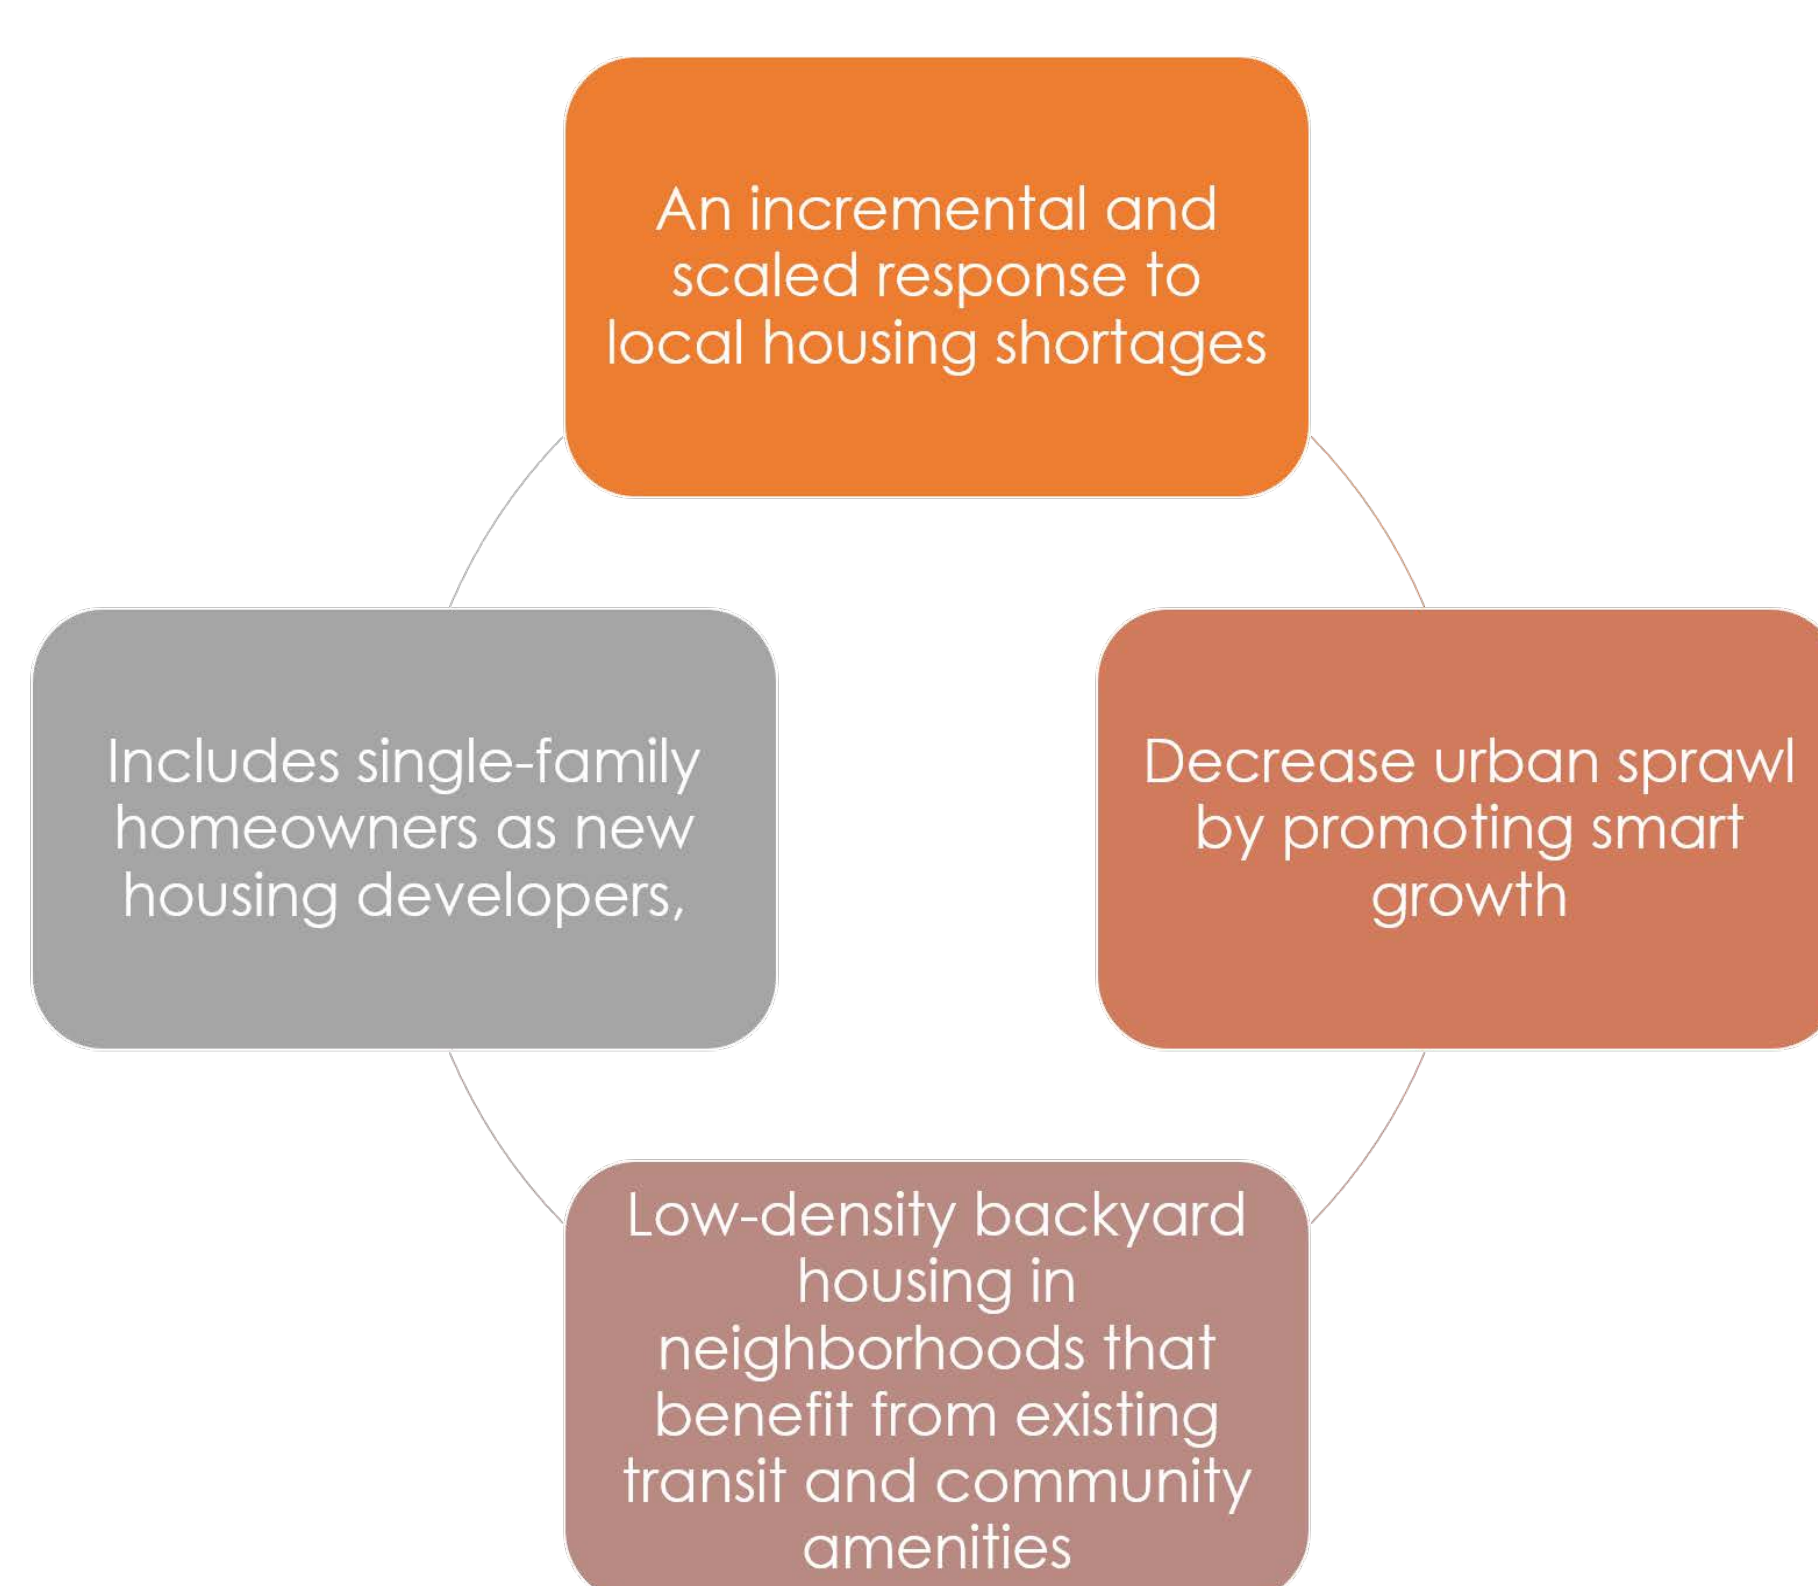 An incremental and
scaled response to
local housing shortages
Includes single-family
homeowners as new
housing developers,
Decrease urban sprawl
by promoting smart
growth
Low-density backyard
housing in
neighborhoods that
benefit from existing
transit and community
amenities